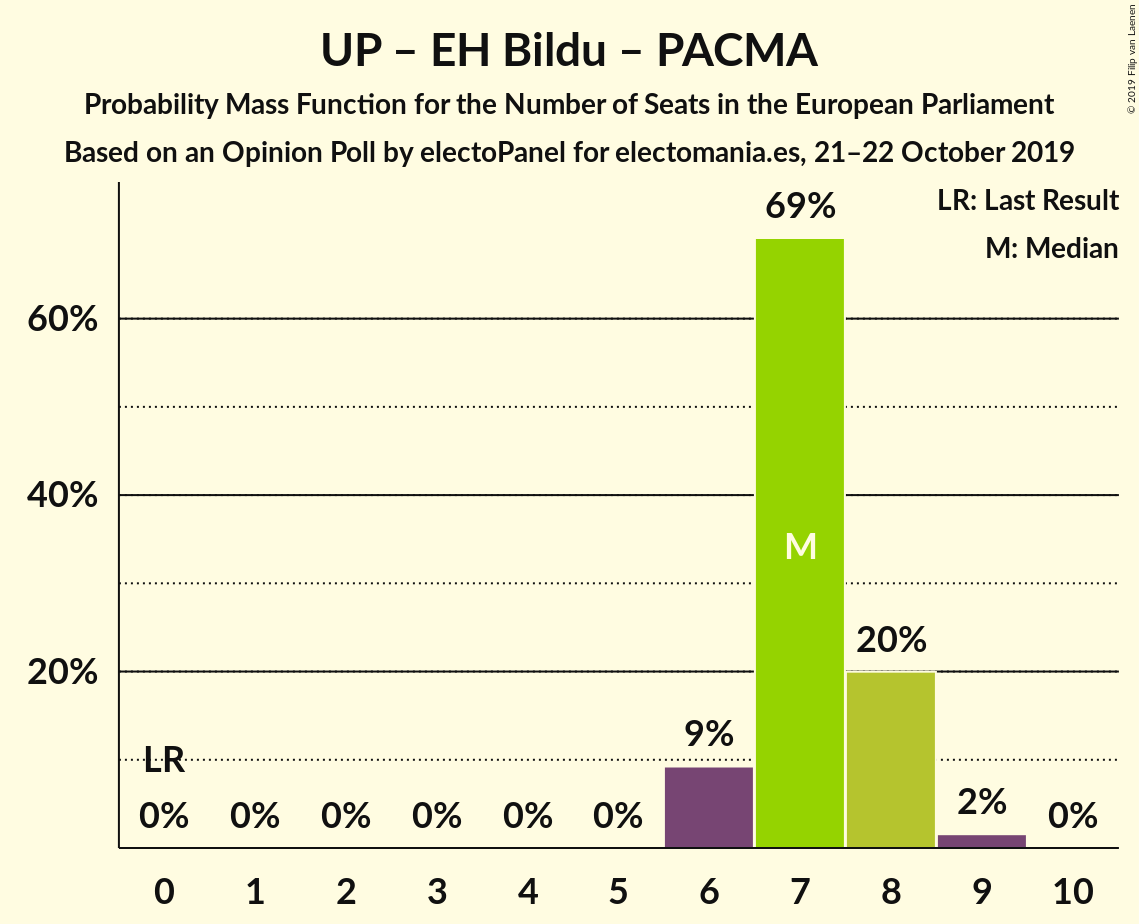 UP – EH Bildu – PACMA
Probability Mass Function for the Number of Seats in the European Parliament
Based on an Opinion Poll by electoPanel for electomania.es, 21–22 October 2019
© 2019 Filip van Laenen
LR: Last Result
M: Median
69%
60%
40%
M
20%
20%
9%
LR
2%
0% 0% 0% 0% 0% 0% 0%
0 1 2 3 4 5 6 7 8 9 10